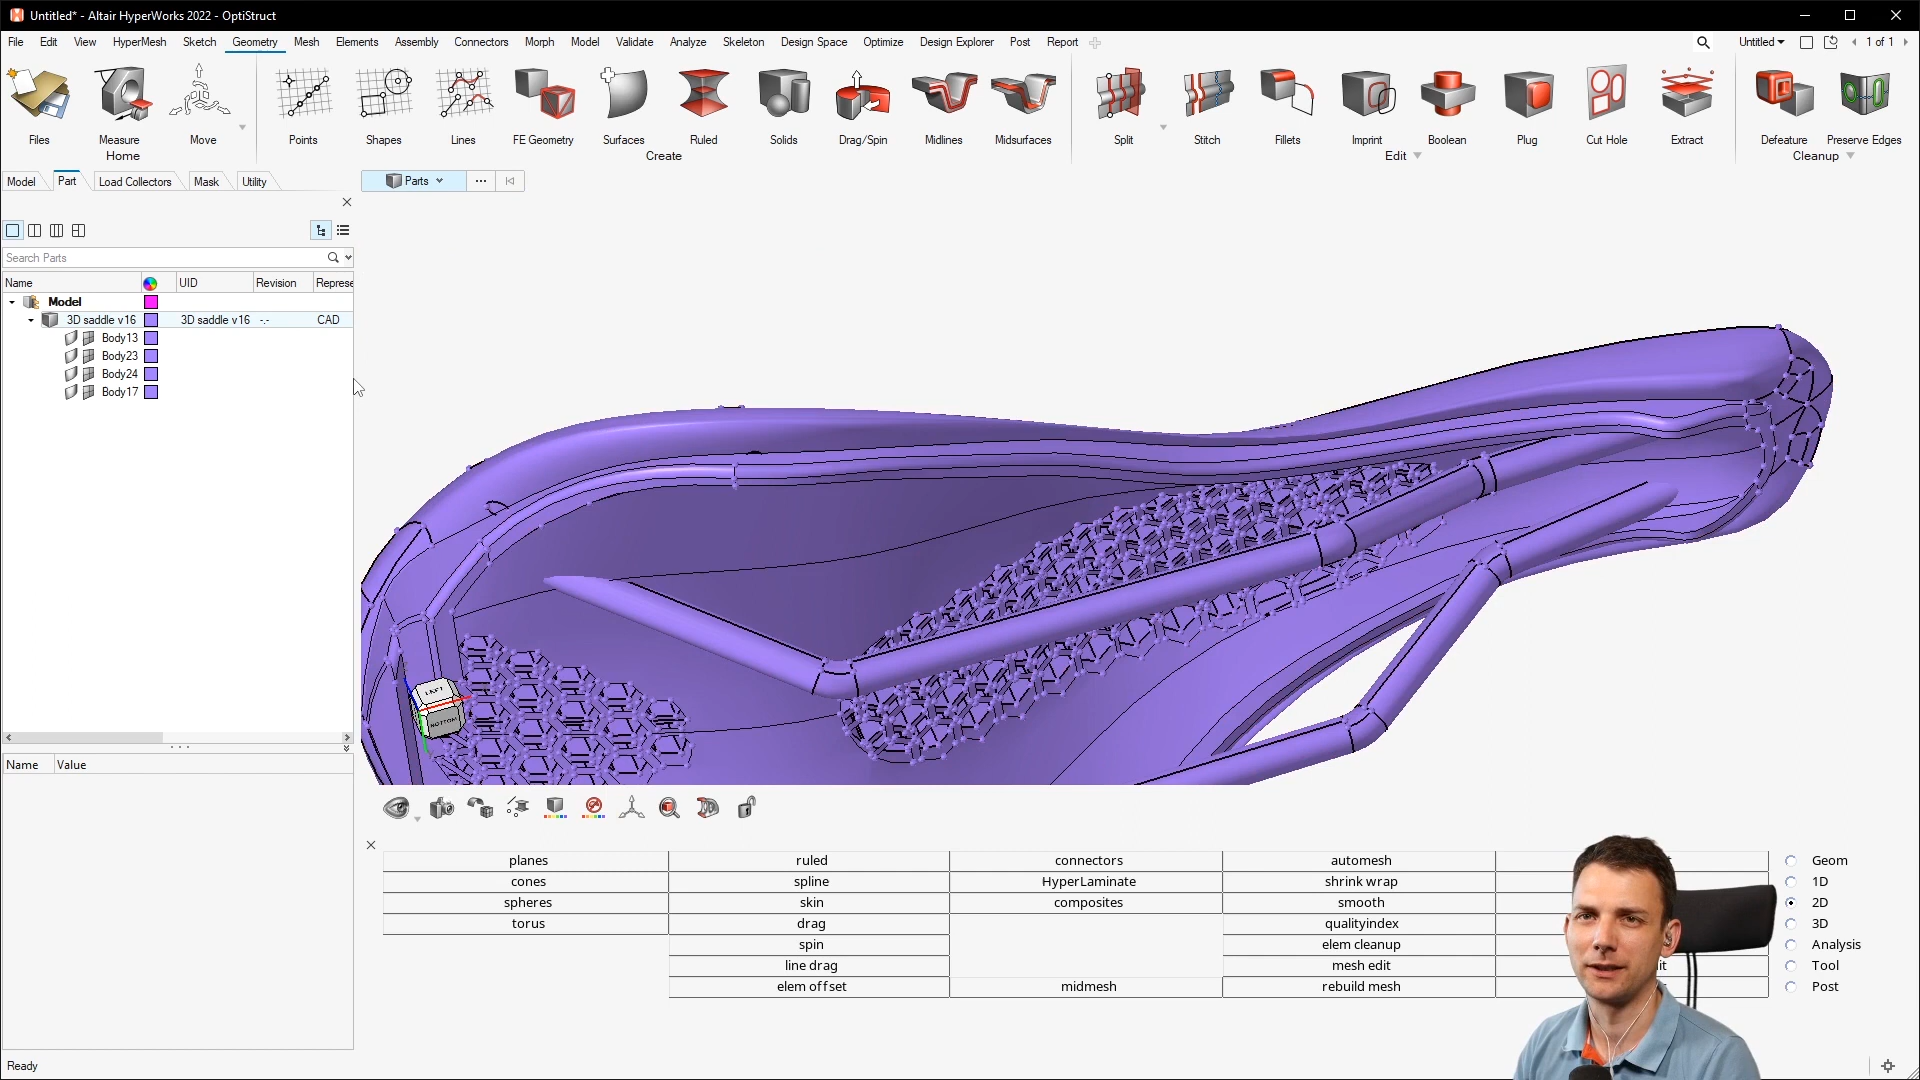 Untitled* - Altair HyperWorks 2022 - OptiStruct
File Edit View HyperMesh Sketch Geometry Mesh Elements Assembly Connectors Morph Model Validate Analyze Skeleton Design Space Optimize Design Explorer Post Report Untitled 1 of 1
Files Measure Move Points Shapes Lines FE Geometry Surfaces Ruled Solids Drag/Spin Midlines Midsurfaces Split Stitch Fillets Imprint Boolean Plug Cut Hole Extract Defeature Preserve Edges
Home Create Edit Cleanup
Model Part Load Collectors Mask Utility Parts ...
Search Parts
Name UID Revision Represe
Model
3D saddle v16 3D saddle v16 -.- CAD
Body13
Body23
Body24
Body17
LEFT
BOTTOM
Name Value
planes ruled connectors automesh Geom
cones spline HyperLaminate shrink wrap 1D
spheres skin composites smooth 2D
torus drag qualityindex 3D
spin elem cleanup Analysis
line drag mesh edit Tool
elem offset midmesh rebuild mesh Post
Ready